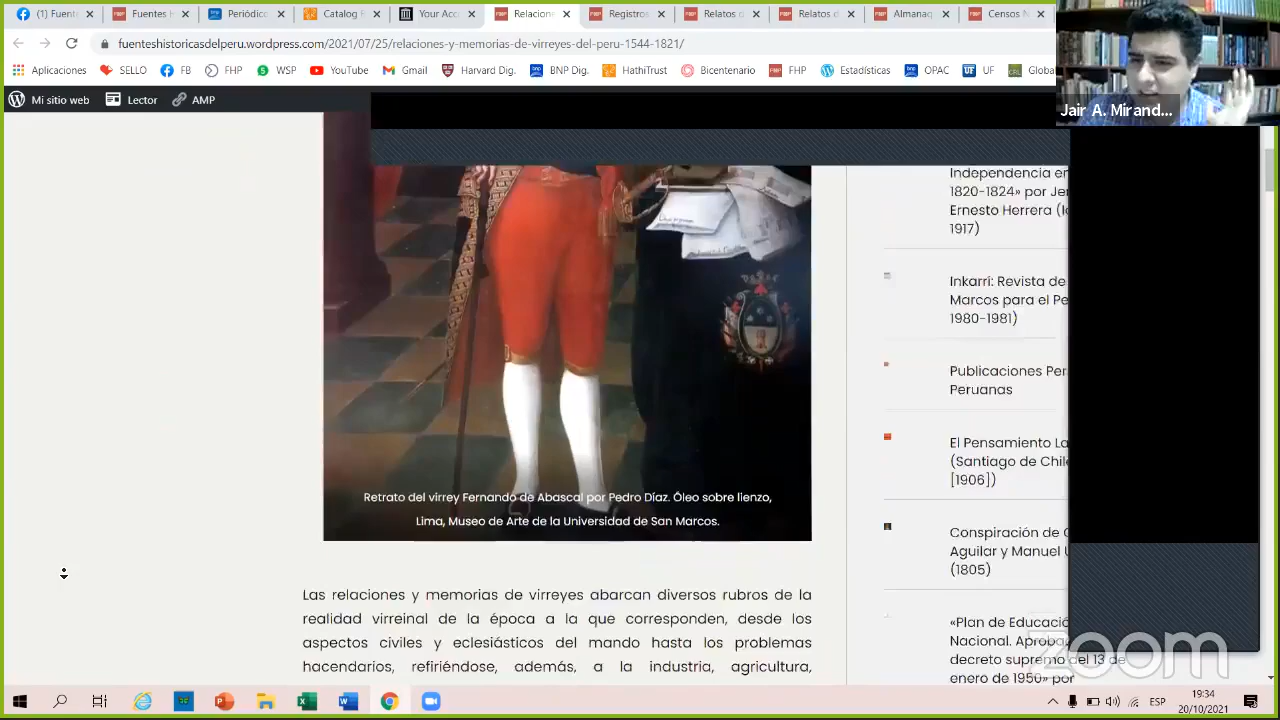 (1) Fuent
Fuentes H
Periódico
Catalog R
Your Acc
Relacione
Registros
Relatos d
Relatos d
Almanaq
Censos N
fuenteshistoricasdelperu.wordpress.com/2021/07/25/relaciones-y-memorias-de-virreyes-del-peru-1544-1821/
Aplicaciones
SELLO
FB
FHP
WSP
YouTu
Gmail
Harvard Dig.
BNP Dig.
HathiTrust
Bicentenario
FHP
Estadísticas
OPAC
UF
Globa
Mi sitio web
Lector
AMP
Jair A. Mirand...
Retrato del virrey Fernando de Abascal por Pedro Díaz. Óleo sobre lienzo,
Lima, Museo de Arte de la Universidad de San Marcos.
Las relaciones y memorias de virreyes abarcan diversos rubros de la
realidad virreinal de la época a la que corresponden, desde los
aspectos civiles y eclesiásticos del mando hasta los problemas
hacendarios, refiriéndose, además, a la industria, agricultura,
Independencia en
1820-1824» por Je
Ernesto Herrera (l
1917)
Inkarrí: Revista de
Marcos para el Pe
1980-1981)
Publicaciones Per
Peruanas
El Pensamiento La
(Santiago de Chil
[1906])
Conspiración de
Aguilar y Manuel U
(1805)
«Plan de Educació
Nacional. Aproba
decreto supremo del 13 de
enero de 1950» por
zoom
ESP
19:34
20/10/2021